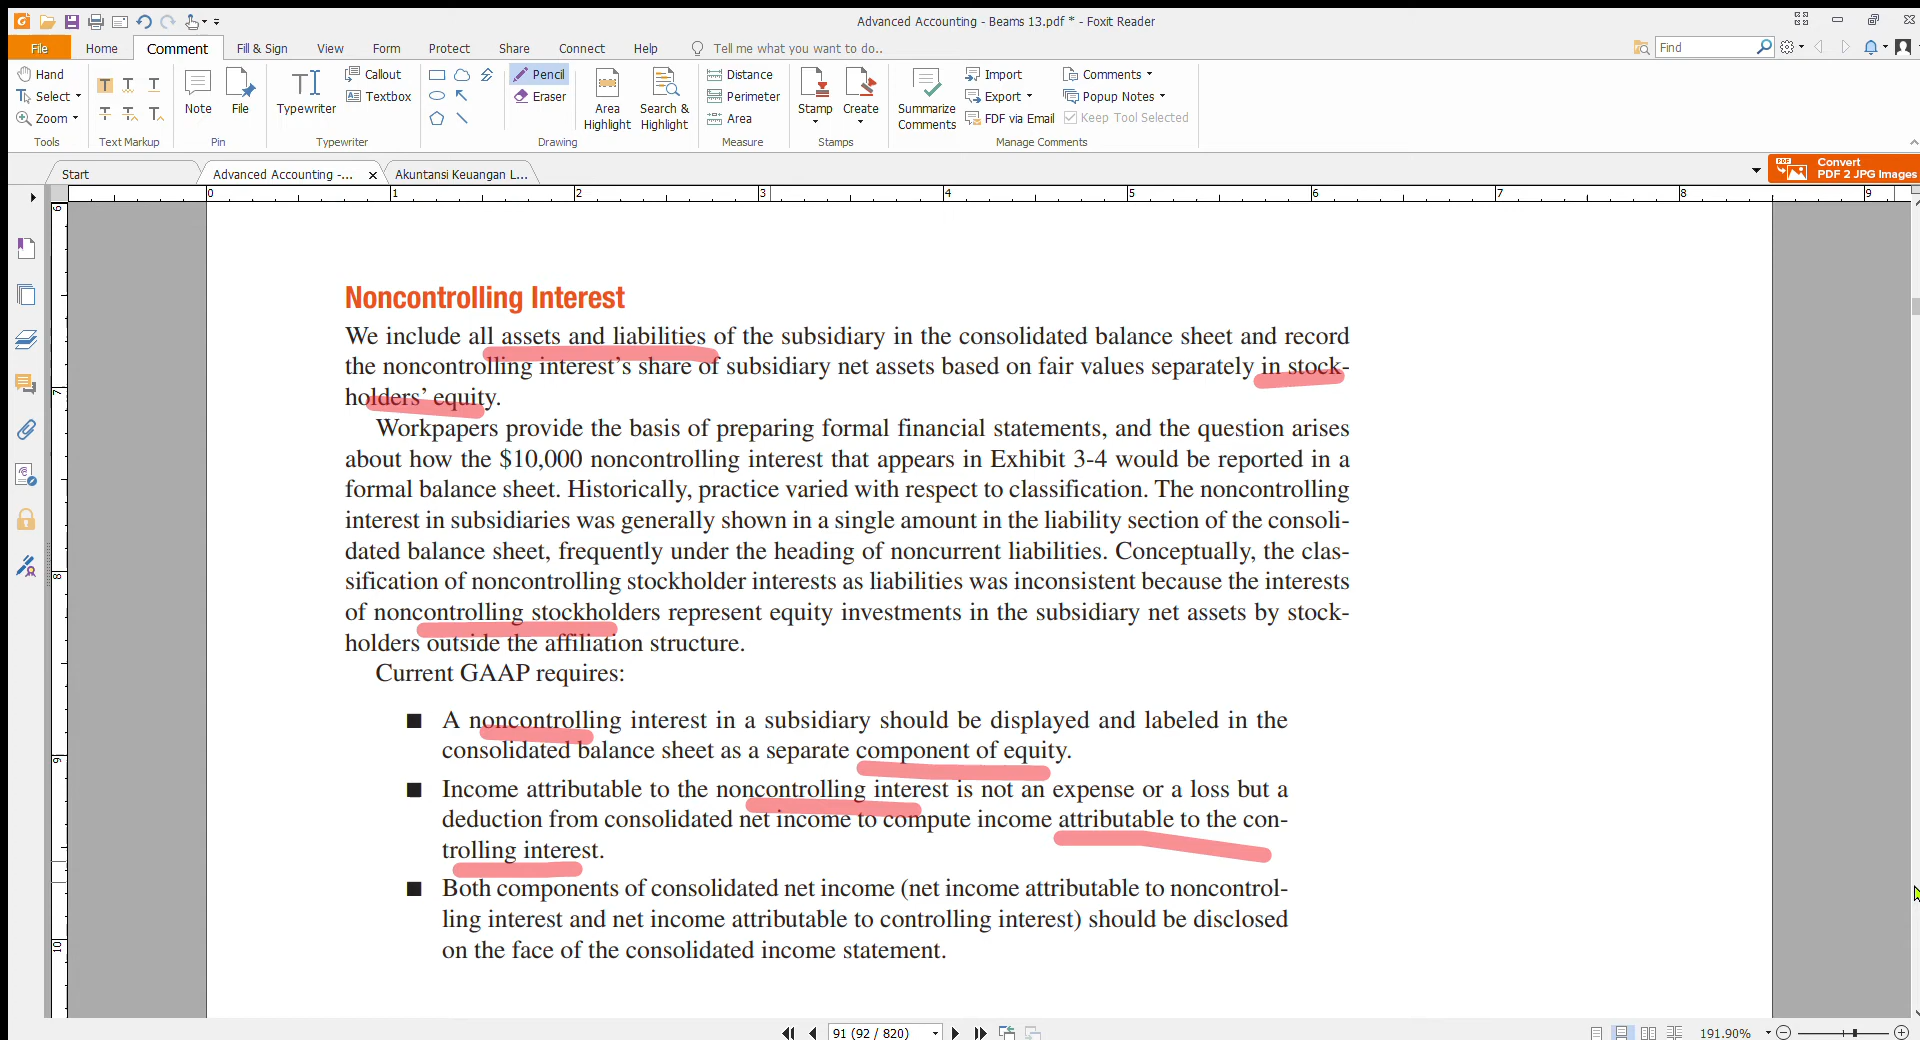 Advanced Accounting - Beams 13.pdf * - Foxit Reader
File Home Comment Fill & Sign View Form Protect Share Connect Help Tell me what you want to do.. Find
Hand
Select
Zoom
Tools
Text Markup
Note
File
Pin
Typewriter
Callout
Textbox
Typewriter
Pencil
Eraser
Area Highlight
Search & Highlight
Drawing
Distance
Perimeter
Area
Measure
Stamp
Create
Stamps
Summarize Comments
Import
Export
FDF via Email
Comments
Popup Notes
Keep Tool Selected
Manage Comments
Start
Advanced Accounting -...
Akuntansi Keuangan L...
Convert
PDF 2 JPG Images
0 1 2 3 4 5 6 7 8 9
6
7
8
9
10
Noncontrolling Interest
We include all assets and liabilities of the subsidiary in the consolidated balance sheet and record
the noncontrolling interest's share of subsidiary net assets based on fair values separately in stock-
holders' equity.
Workpapers provide the basis of preparing formal financial statements, and the question arises
about how the $10,000 noncontrolling interest that appears in Exhibit 3-4 would be reported in a
formal balance sheet. Historically, practice varied with respect to classification. The noncontrolling
interest in subsidiaries was generally shown in a single amount in the liability section of the consoli-
dated balance sheet, frequently under the heading of noncurrent liabilities. Conceptually, the clas-
sification of noncontrolling stockholder interests as liabilities was inconsistent because the interests
of noncontrolling stockholders represent equity investments in the subsidiary net assets by stock-
holders outside the affiliation structure.
Current GAAP requires:
■ A noncontrolling interest in a subsidiary should be displayed and labeled in the
consolidated balance sheet as a separate component of equity.
■ Income attributable to the noncontrolling interest is not an expense or a loss but a
deduction from consolidated net income to compute income attributable to the con-
trolling interest.
■ Both components of consolidated net income (net income attributable to noncontrol-
ling interest and net income attributable to controlling interest) should be disclosed
on the face of the consolidated income statement.
91 (92 / 820)
191.90%